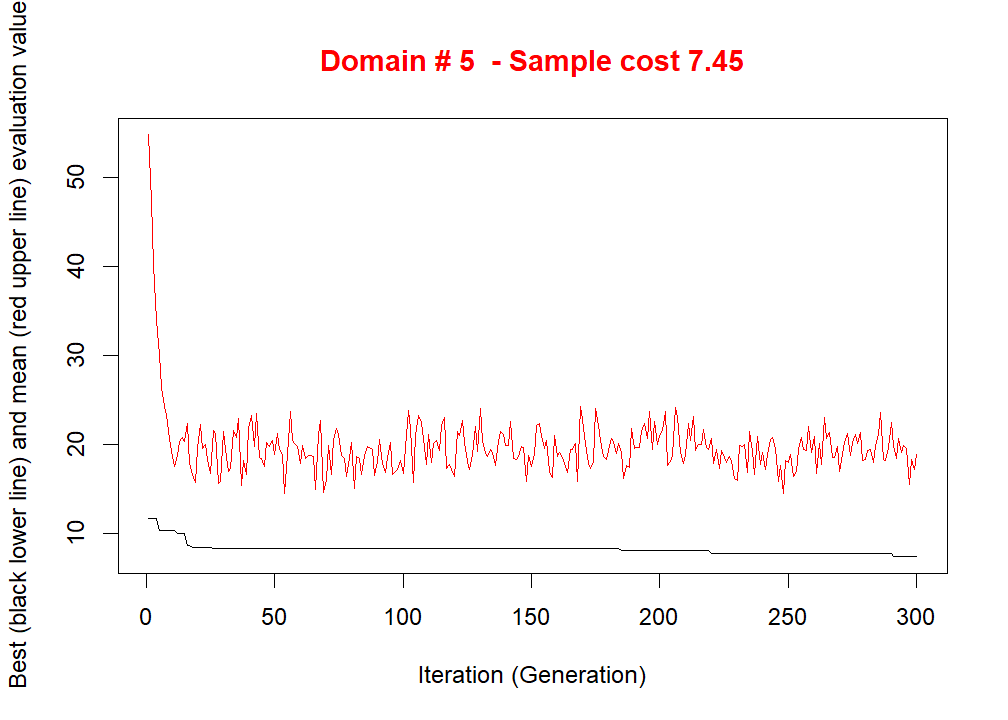 Domain # 5  - Sample cost 7.45
Best (black lower line) and mean (red upper line) evaluation value
50
40
30
20
10
0 50 100 150 200 250 300
Iteration (Generation)